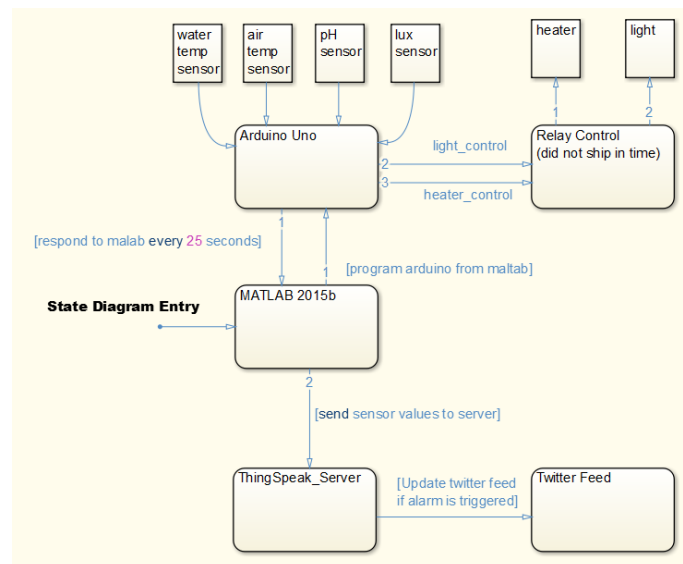 water
temp
sensor
air
temp
sensor
pH
sensor
lux
sensor
heater
light
1
2
Arduino Uno
Relay Control
(did not ship in time)
light_control
2
3
heater_control
1
[respond to malab every 25 seconds]
1
[program arduino from maltab]
MATLAB 2015b
State Diagram Entry
2
[send sensor values to server]
ThingSpeak_Server
[Update twitter feed
if alarm is triggered]
Twitter Feed